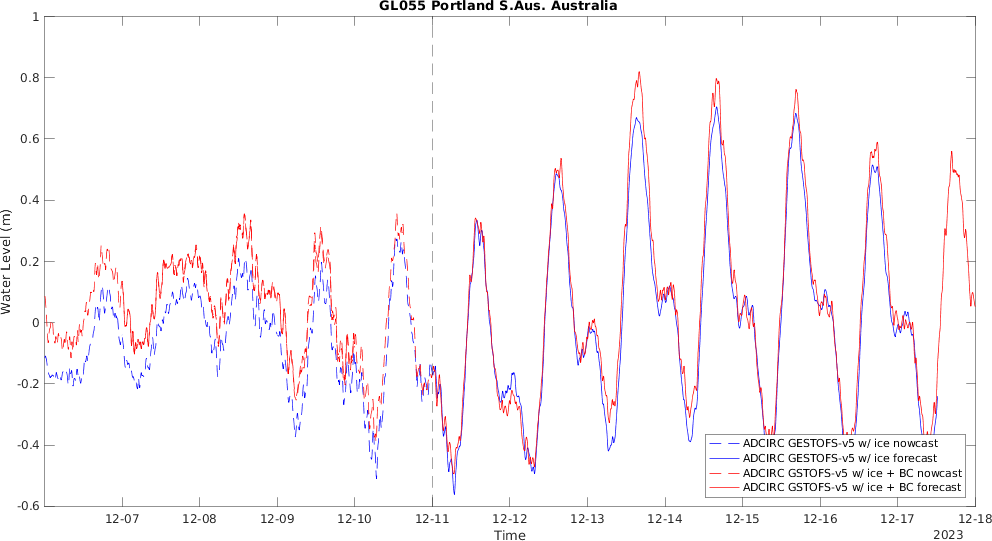 GL055 Portland S.Aus. Australia
1
0.8
0.6
0.4
0.2
0
-0.2
-0.4
-0.6
Water Level (m)
12-07 12-08 12-09 12-10 12-11 12-12 12-13 12-14 12-15 12-16 12-17 12-18
Time
2023
ADCIRC GESTOFS-v5 w/ ice nowcast
ADCIRC GESTOFS-v5 w/ ice forecast
ADCIRC GSTOFS-v5 w/ ice + BC nowcast
ADCIRC GSTOFS-v5 w/ ice + BC forecast